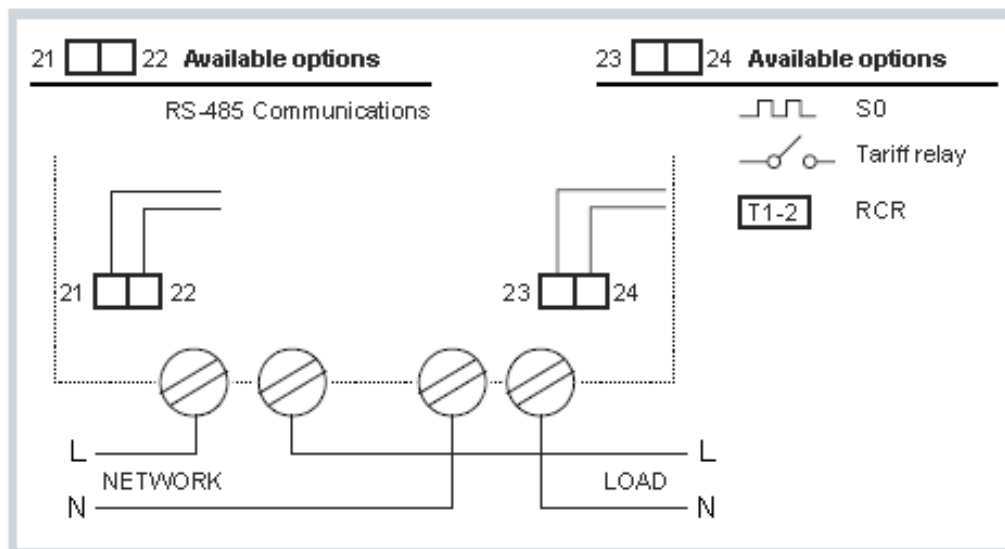 21 22 Available options
23 24 Available options
RS-485 Communications
S0
Tariff relay
T1-2 RCR
21 22
23 24
L L
NETWORK LOAD
N N